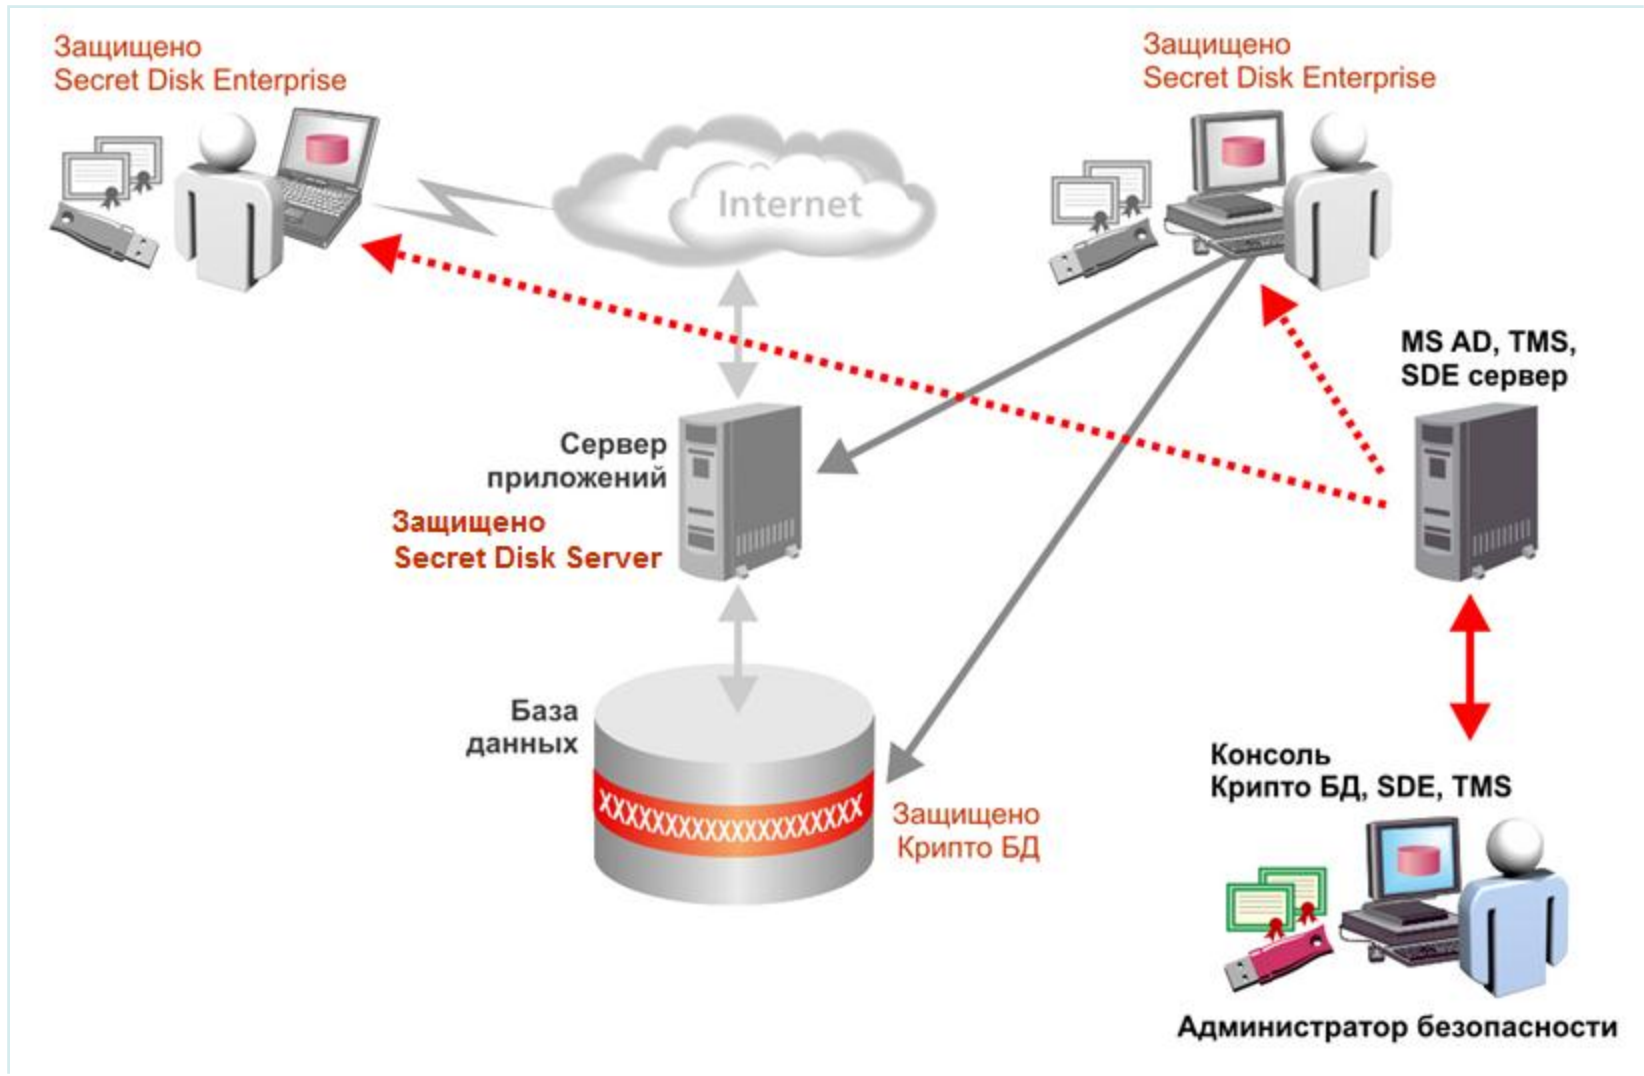 Защищено
Secret Disk Enterprise
Защищено
Secret Disk Enterprise
Internet
MS AD, TMS,
SDE сервер
Сервер
приложений
Защищено
Secret Disk Server
База
данных
XXXXXXXXXXXXXXXXXXXX
Защищено
Крипто БД
Консоль
Крипто БД, SDE, TMS
Администратор безопасности